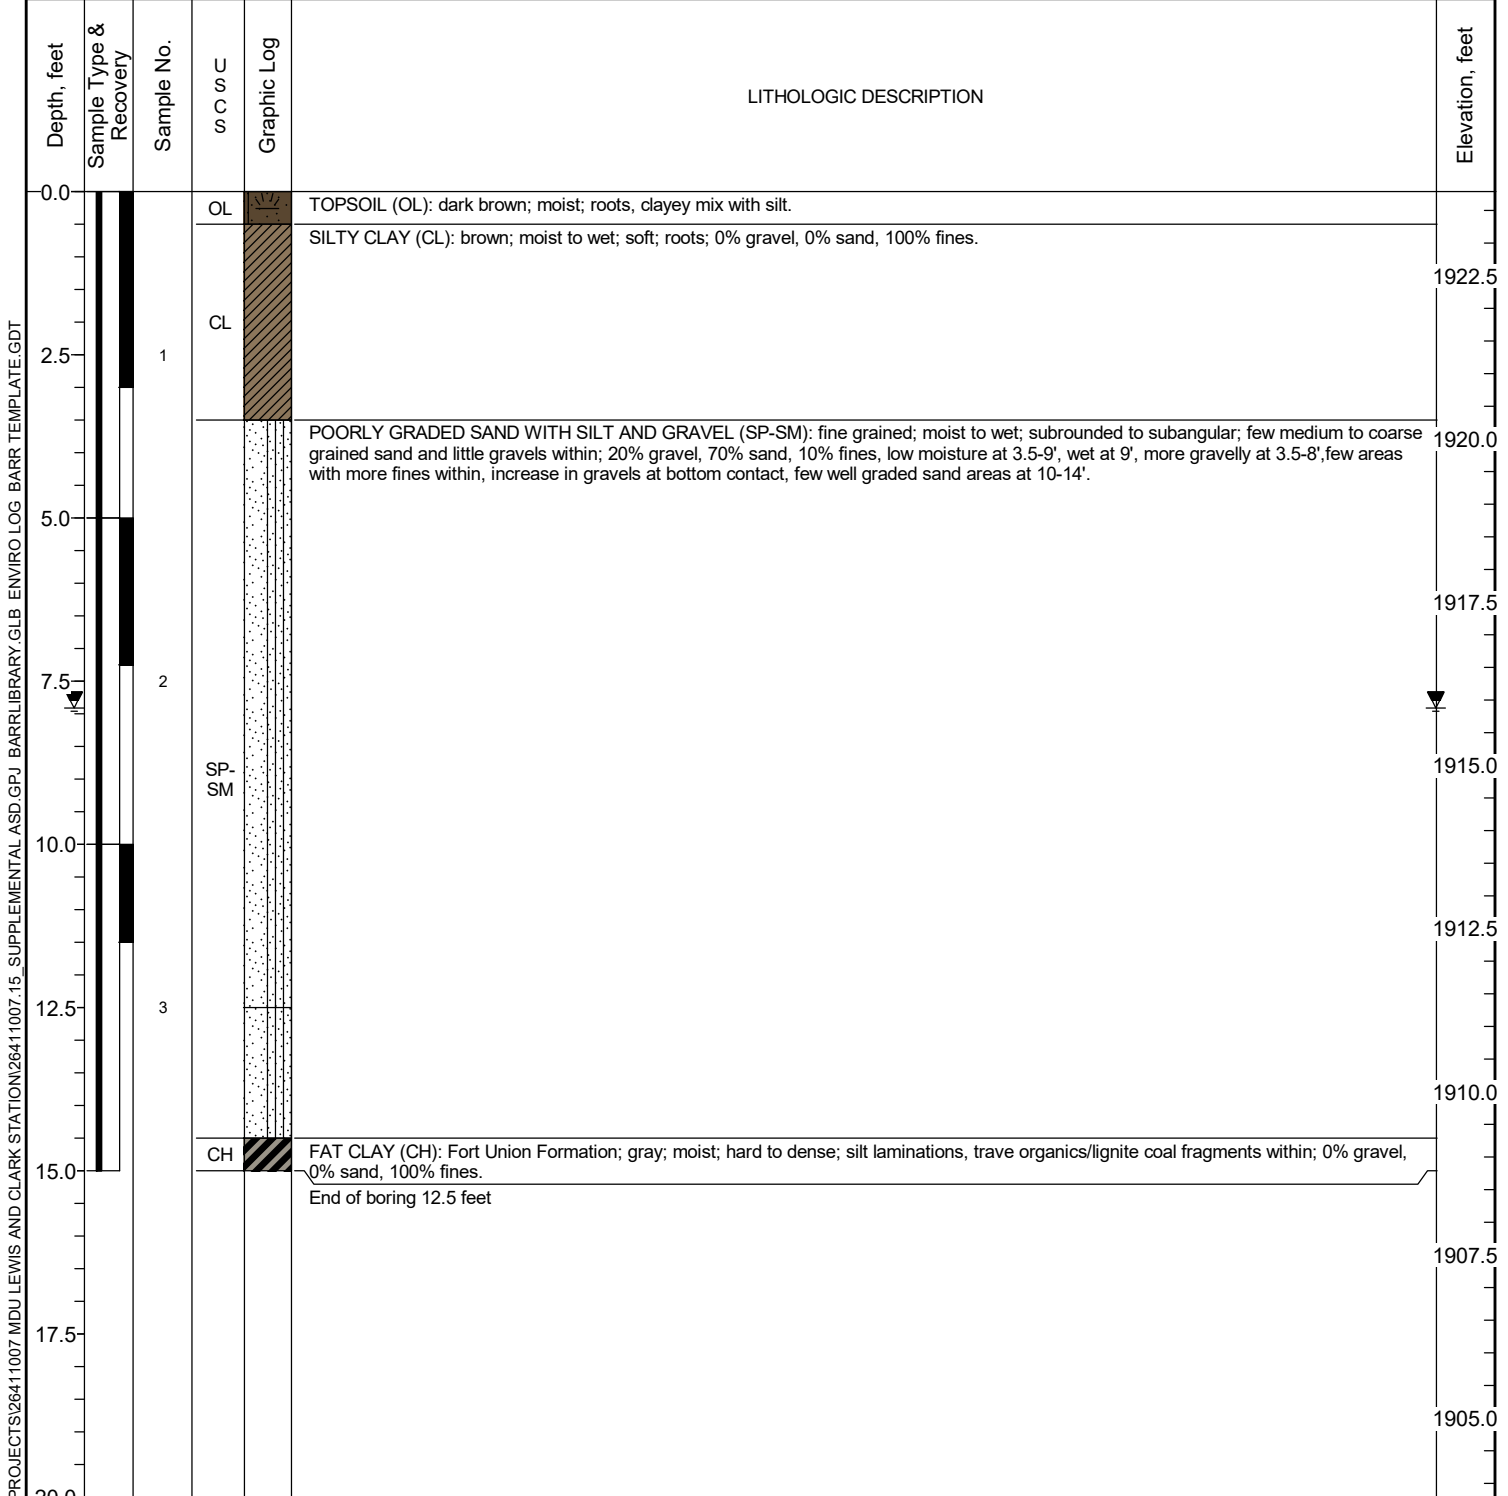 Depth, feet
Sample Type &
Recovery
Sample No.
U
S
C
S
Graphic Log
LITHOLOGIC DESCRIPTION
Elevation, feet
0.0
OL
TOPSOIL (OL): dark brown; moist; roots, clayey mix with silt.
SILTY CLAY (CL): brown; moist to wet; soft; roots; 0% gravel, 0% sand, 100% fines.
1922.5
CL
2.5
1
POORLY GRADED SAND WITH SILT AND GRAVEL (SP-SM): fine grained; moist to wet; subrounded to subangular; few medium to coarse
grained sand and little gravels within; 20% gravel, 70% sand, 10% fines, low moisture at 3.5-9', wet at 9', more gravelly at 3.5-8',few areas
with more fines within, increase in gravels at bottom contact, few well graded sand areas at 10-14'.
1920.0
5.0
1917.5
7.5
2
SP-
SM
1915.0
10.0
1912.5
12.5
3
1910.0
CH
FAT CLAY (CH): Fort Union Formation; gray; moist; hard to dense; silt laminations, trave organics/lignite coal fragments within; 0% gravel,
0% sand, 100% fines.
15.0
End of boring 12.5 feet
1907.5
17.5
1905.0
20.0
PROJECTS\26411007 MDU LEWIS AND CLARK STATION\26411007.15_SUPPLEMENTAL ASD.GPJ BARRLIBRARY.GLB ENVIRO LOG BARR TEMPLATE.GDT